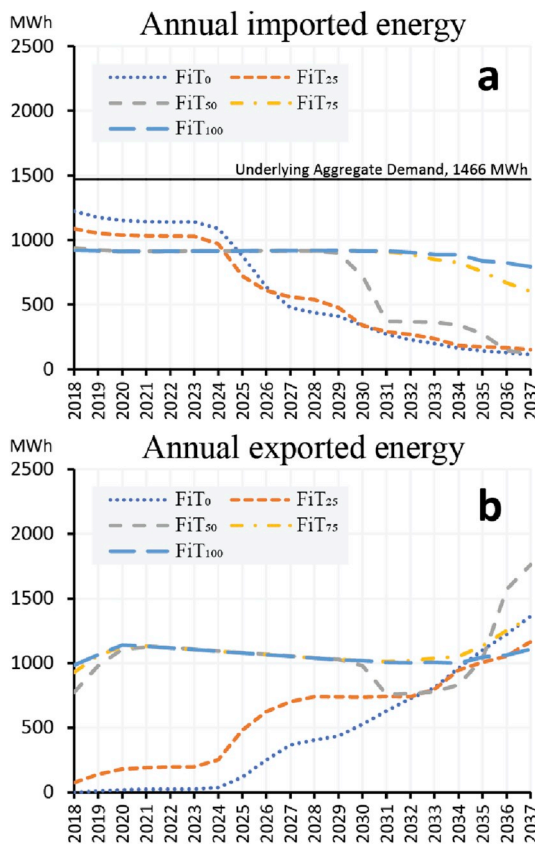 MWh Annual imported energy
2500
FiT0 FiT25
FiT50 FiT75
FiT100
a
2000
1500
Underlying Aggregate Demand, 1466 MWh
1000
500
0
2018 2019 2020 2021 2022 2023 2024 2025 2026 2027 2028 2029 2030 2031 2032 2033 2034 2035 2036 2037
MWh Annual exported energy
2500
FiT0 FiT25
FiT50 FiT75
FiT100
b
2000
1500
1000
500
0
2018 2019 2020 2021 2022 2023 2024 2025 2026 2027 2028 2029 2030 2031 2032 2033 2034 2035 2036 2037